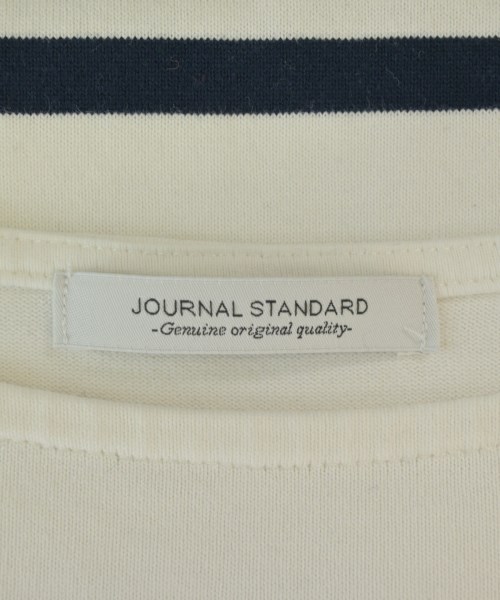 JOURNAL STANDARD
-Genuine original quality-